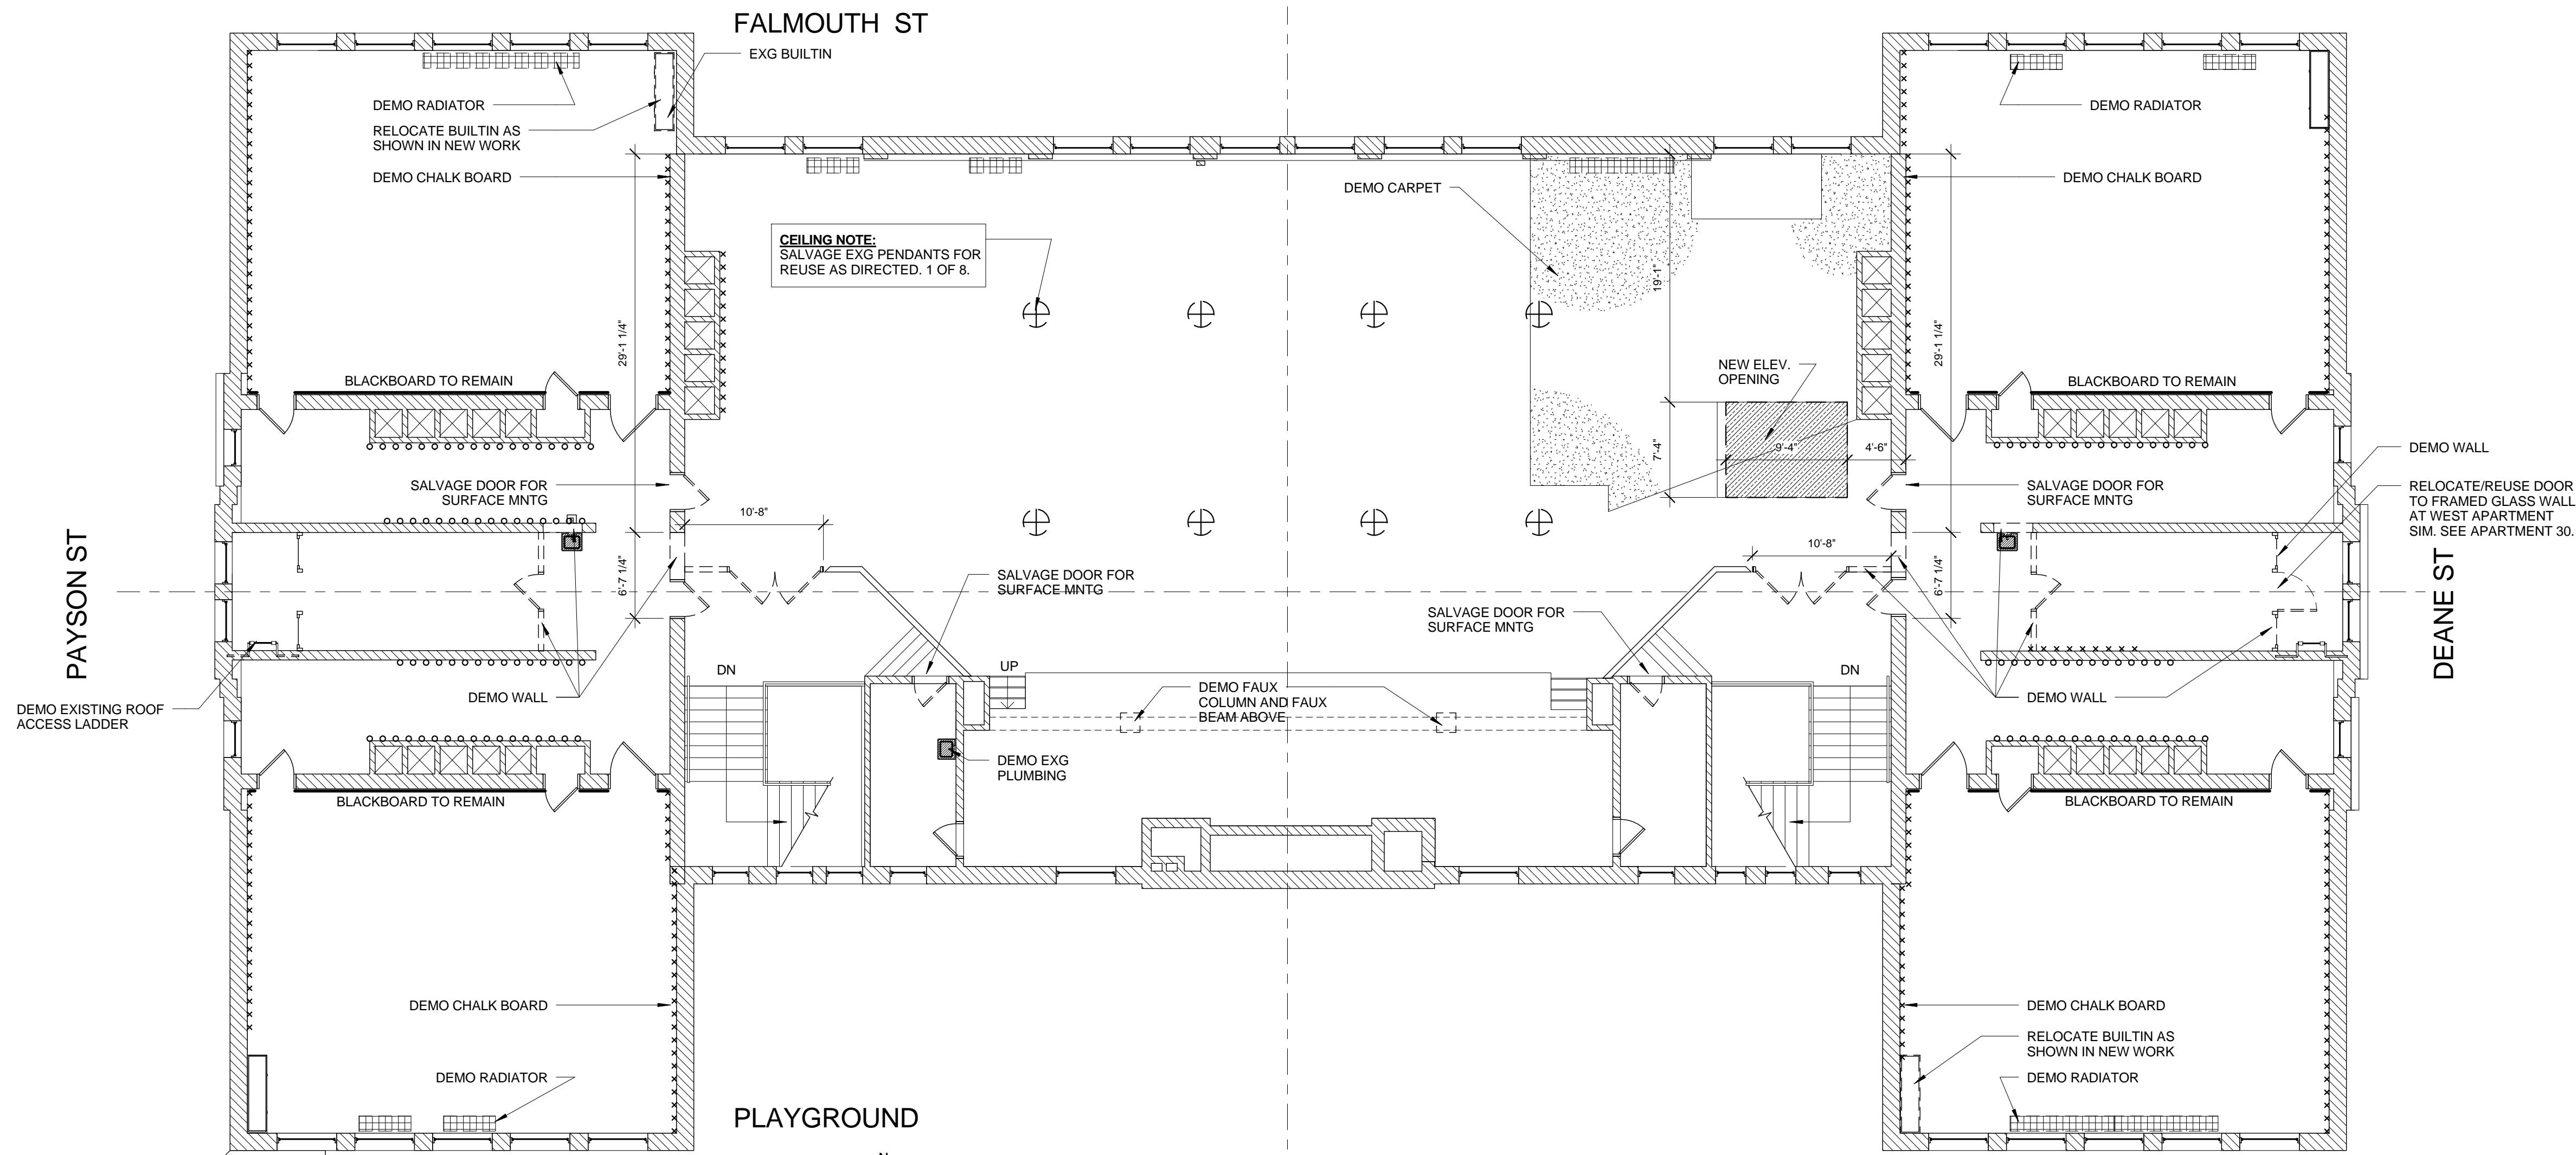 FALMOUTH ST
EXG BUILTIN
DEMO RADIATOR
RELOCATE BUILTIN AS
SHOWN IN NEW WORK
DEMO CHALK BOARD
DEMO RADIATOR
DEMO CHALK BOARD
DEMO CARPET
CEILING NOTE:
SALVAGE EXG PENDANTS FOR
REUSE AS DIRECTED. 1 OF 8.
29'-1 1/4"
19'-1"
29'-1 1/4"
BLACKBOARD TO REMAIN
NEW ELEV.
OPENING
BLACKBOARD TO REMAIN
7'-4"
9'-4"
4'-6"
SALVAGE DOOR FOR
SURFACE MNTG
SALVAGE DOOR FOR
SURFACE MNTG
DEMO WALL
RELOCATE/REUSE DOOR
TO FRAMED GLASS WALL
AT WEST APARTMENT
SIM. SEE APARTMENT 30.
10'-8"
10'-8"
PAYSON ST
6'-7 1/4"
SALVAGE DOOR FOR
SURFACE MNTG
SALVAGE DOOR FOR
SURFACE MNTG
6'-7 1/4"
DEANE ST
DN
UP
DN
DEMO WALL
DEMO FAUX
COLUMN AND FAUX
BEAM ABOVE
DEMO WALL
DEMO EXISTING ROOF
ACCESS LADDER
DEMO EXG
PLUMBING
BLACKBOARD TO REMAIN
BLACKBOARD TO REMAIN
DEMO CHALK BOARD
DEMO CHALK BOARD
RELOCATE BUILTIN AS
SHOWN IN NEW WORK
DEMO RADIATOR
DEMO RADIATOR
PLAYGROUND